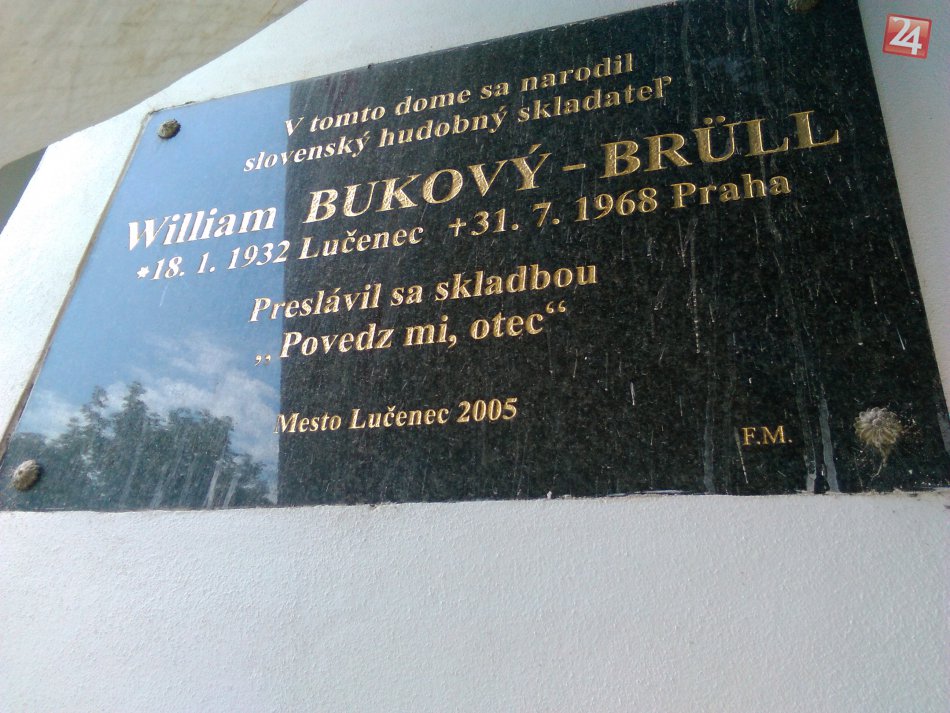 V tomto dome sa narodil
slovenský hudobný skladateľ
William BUKOVÝ - BRÜLL
*18. 1. 1932 Lučenec +31. 7. 1968 Praha
Preslávil sa skladbou
„Povedz mi, otec“
Mesto Lučenec 2005
F.M.
24